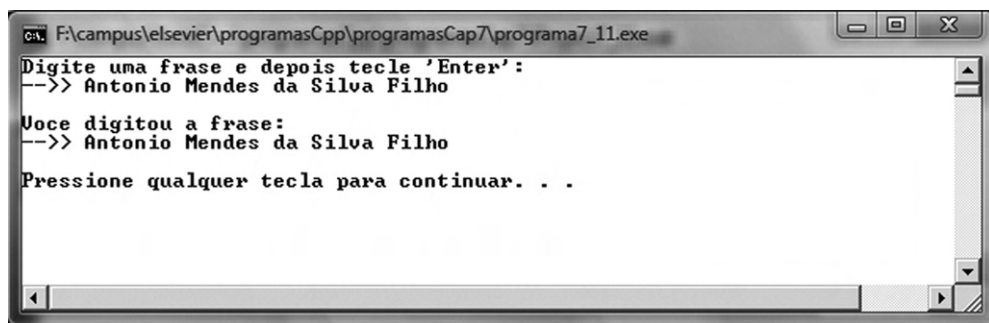 F:\campus\elsevier\programasCpp\programasCap7\programa7_11.exe
Digite uma frase e depois tecle 'Enter':
-->> Antonio Mendes da Silva Filho
Voce digitou a frase:
-->> Antonio Mendes da Silva Filho
Pressione qualquer tecla para continuar. . .